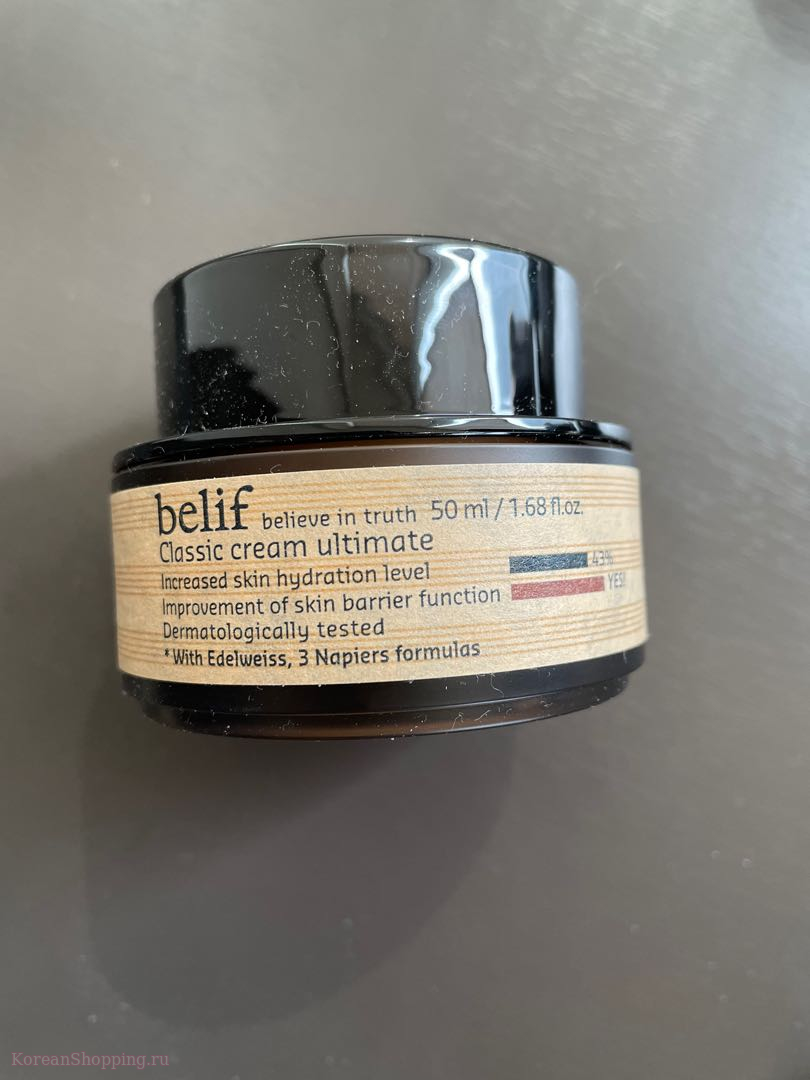 belif believe in truth 50 ml / 1.68 fl.oz.
Classic cream ultimate
Increased skin hydration level 43%
Improvement of skin barrier function YES!
Dermatologically tested
*With Edelweiss, 3 Napiers formulas
KoreanShopping.ru